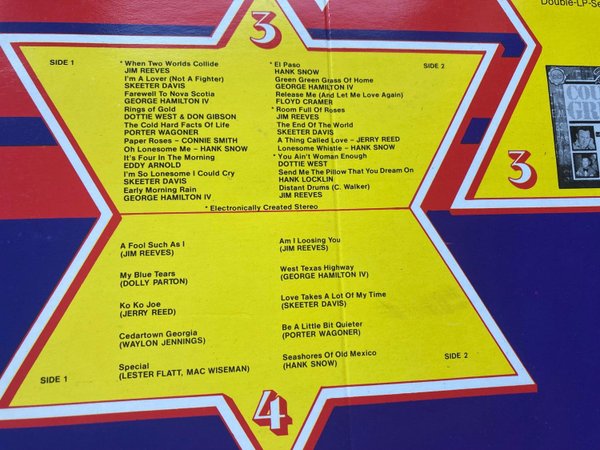 Double-LP-Se
3
SIDE 1
* When Two Worlds Collide
JIM REEVES
I'm A Lover (Not A Fighter)
SKEETER DAVIS
Farewell To Nova Scotia
GEORGE HAMILTON IV
Rings of Gold
DOTTIE WEST & DON GIBSON
The Cold Hard Facts Of Life
PORTER WAGONER
Paper Roses – CONNIE SMITH
Oh Lonesome Me – HANK SNOW
It's Four In The Morning
EDDY ARNOLD
I'm So Lonesome I Could Cry
SKEETER DAVIS
Early Morning Rain
GEORGE HAMILTON IV
SIDE 2
* El Paso
HANK SNOW
Green Green Grass Of Home
GEORGE HAMILTON IV
Release Me (And Let Me Love Again)
FLOYD CRAMER
* Room Full Of Roses
JIM REEVES
The End Of The World
SKEETER DAVIS
A Thing Called Love – JERRY REED
Lonesome Whistle – HANK SNOW
* You Ain't Woman Enough
DOTTIE WEST
Send Me The Pillow That You Dream On
HANK LOCKLIN
Distant Drums (C. Walker)
JIM REEVES
* Electronically Created Stereo
A Fool Such As I
(JIM REEVES)
My Blue Tears
(DOLLY PARTON)
Ko Ko Joe
(JERRY REED)
Cedartown Georgia
(WAYLON JENNINGS)
Special
(LESTER FLATT, MAC WISEMAN)
SIDE 1
Am I Loosing You
(JIM REEVES)
West Texas Highway
(GEORGE HAMILTON IV)
Love Takes A Lot Of My Time
(SKEETER DAVIS)
Be A Little Bit Quieter
(PORTER WAGONER)
Seashores Of Old Mexico
(HANK SNOW)
SIDE 2
4
COU
GR
3